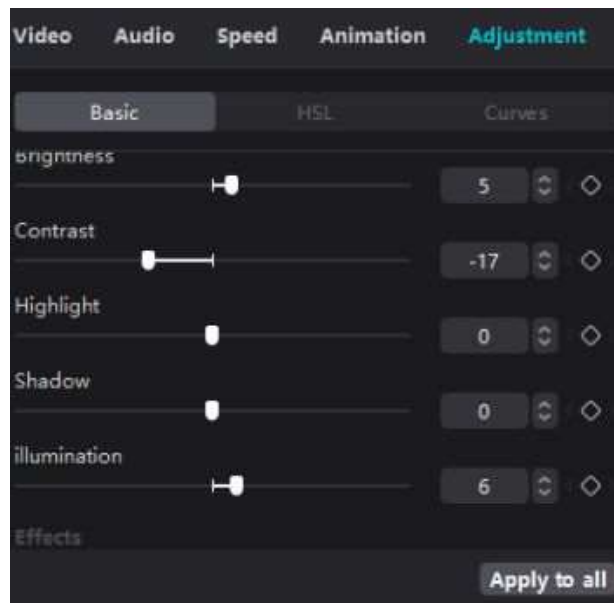 Video Audio Speed Animation Adjustment
Basic HSL Curves
Brightness
5
Contrast
-17
Highlight
0
Shadow
0
illumination
6
Effects
Apply to all